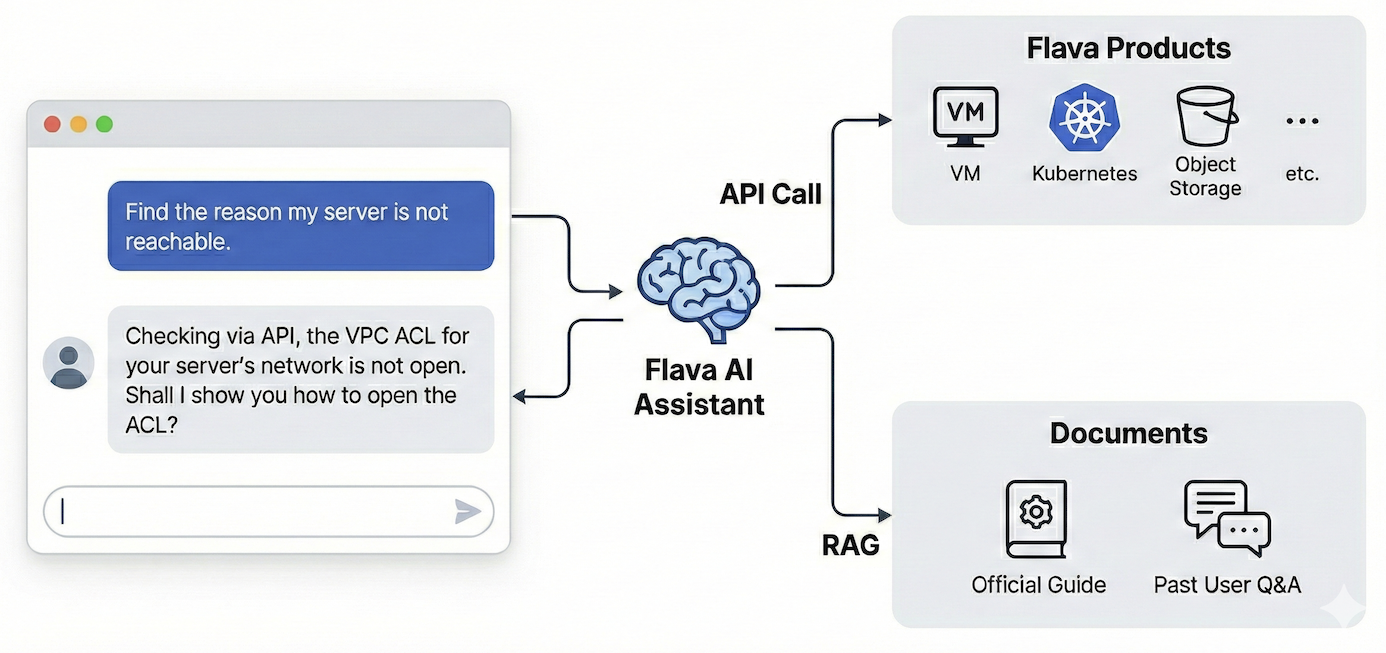 Find the reason my server is not
reachable.
Checking via API, the VPC ACL for
your server's network is not open.
Shall I show you how to open the
ACL?
Flava AI
Assistant
API Call
RAG
Flava Products
VM
VM
Kubernetes
Object
Storage
...
etc.
Documents
Official Guide
Past User Q&A